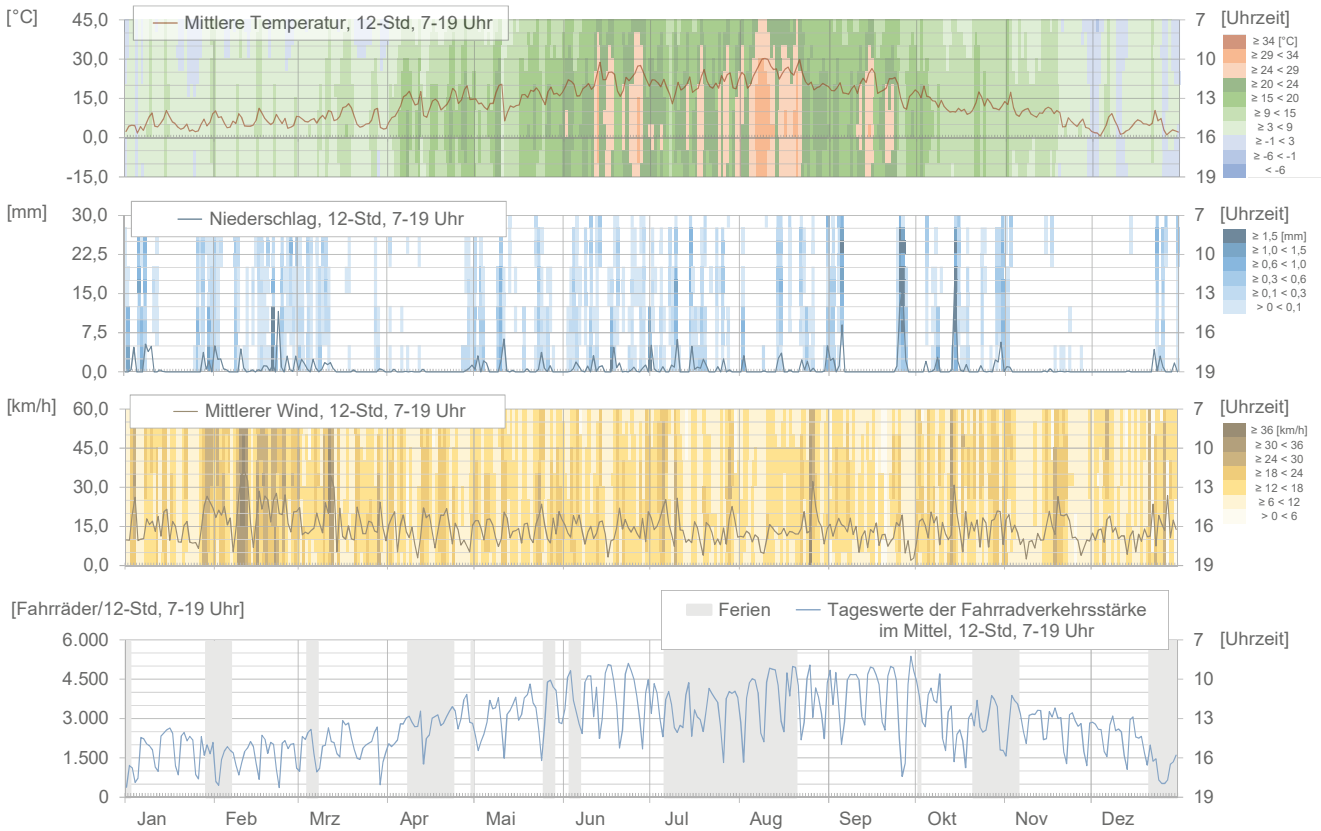 [°C]
Mittlere Temperatur, 12-Std, 7-19 Uhr
45,0
30,0
15,0
0,0
-15,0
7
10
13
16
19
[Uhrzeit]
≥ 34 [°C]
≥ 29 < 34
≥ 24 < 29
≥ 20 < 24
≥ 15 < 20
≥ 9 < 15
≥ 3 < 9
≥ -1 < 3
≥ -6 < -1
< -6
[mm]
Niederschlag, 12-Std, 7-19 Uhr
30,0
22,5
15,0
7,5
0,0
7
10
13
16
19
[Uhrzeit]
≥ 1,5 [mm]
≥ 1,0 < 1,5
≥ 0,6 < 1,0
≥ 0,3 < 0,6
≥ 0,1 < 0,3
> 0 < 0,1
[km/h]
Mittlerer Wind, 12-Std, 7-19 Uhr
60,0
45,0
30,0
15,0
0,0
7
10
13
16
19
[Uhrzeit]
≥ 36 [km/h]
≥ 30 < 36
≥ 24 < 30
≥ 18 < 24
≥ 12 < 18
≥ 6 < 12
> 0 < 6
[Fahrräder/12-Std, 7-19 Uhr]
Ferien
Tageswerte der Fahrradverkehrsstärke
im Mittel, 12-Std, 7-19 Uhr
6.000
4.500
3.000
1.500
0
7
10
13
16
19
[Uhrzeit]
Jan Feb Mrz Apr Mai Jun Jul Aug Sep Okt Nov Dez